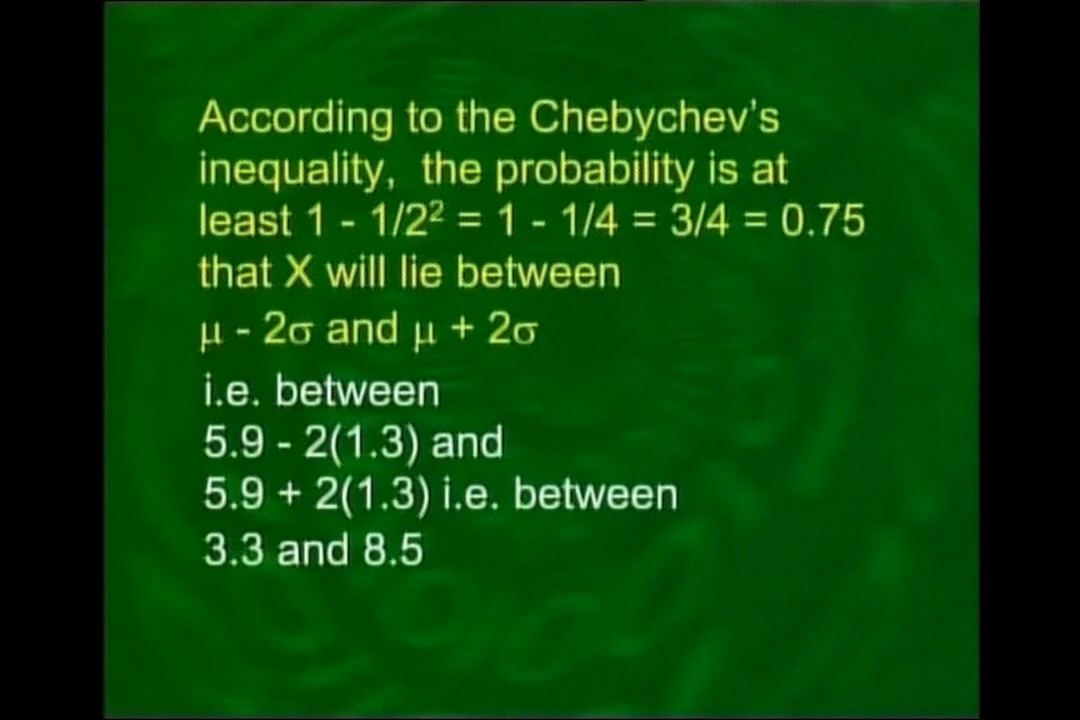 According to the Chebychev's
inequality,  the probability is at
least 1 - 1/2² = 1 - 1/4 = 3/4 = 0.75
that X will lie between
μ - 2σ and μ + 2σ
i.e. between
5.9 - 2(1.3) and
5.9 + 2(1.3) i.e. between
3.3 and 8.5